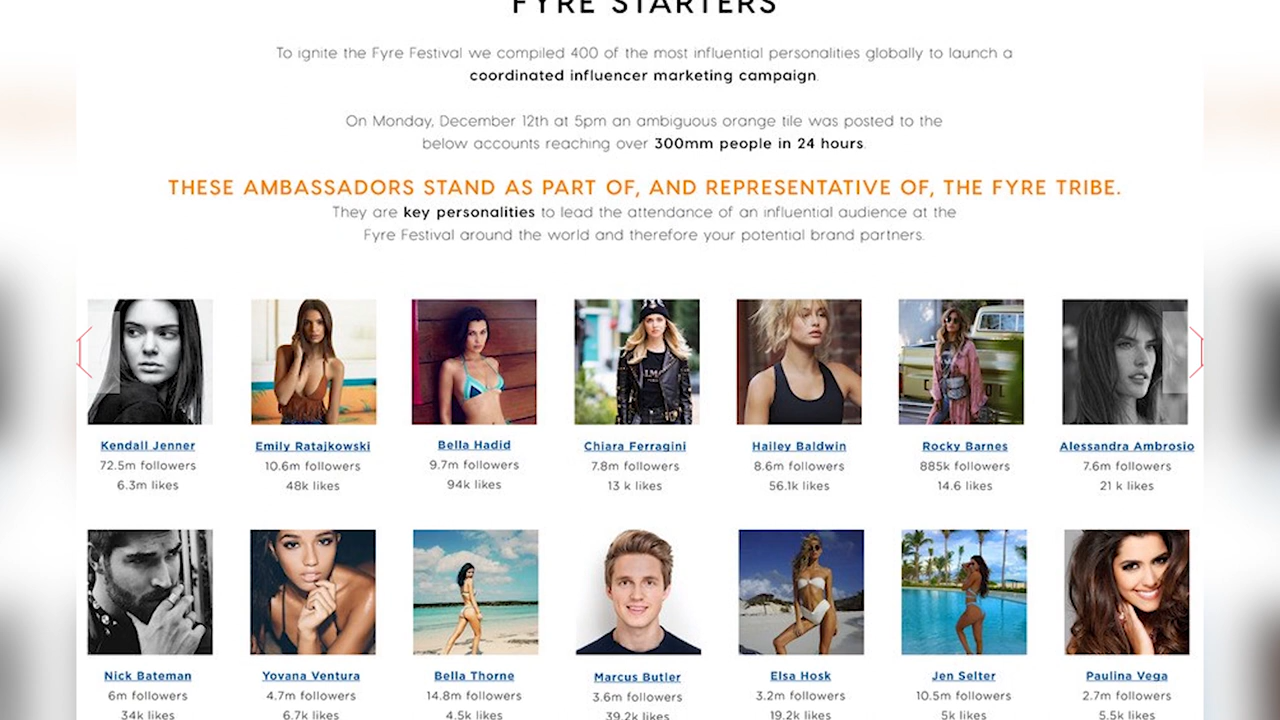 FYRE STARTERS
To ignite the Fyre Festival we compiled 400 of the most influential personalities globally to launch a
coordinated influencer marketing campaign.
On Monday, December 12th at 5pm an ambiguous orange tile was posted to the
below accounts reaching over 300mm people in 24 hours.
THESE AMBASSADORS STAND AS PART OF, AND REPRESENTATIVE OF, THE FYRE TRIBE.
They are key personalities to lead the attendance of an influential audience at the
Fyre Festival around the world and therefore your potential brand partners.
Kendall Jenner
72.5m followers
6.3m likes
Emily Ratajkowski
10.6m followers
48k likes
Bella Hadid
9.7m followers
94k likes
Chiara Ferragini
7.8m followers
13 k likes
Hailey Baldwin
8.6m followers
56.1k likes
Rocky Barnes
885k followers
14.6 likes
Alessandra Ambrosio
7.6m followers
21 k likes
Nick Bateman
6m followers
34k likes
Yovana Ventura
4.7m followers
6.7k likes
Bella Thorne
14.8m followers
4.5k likes
Marcus Butler
3.6m followers
39.2k likes
Elsa Hosk
3.2m followers
19.2k likes
Jen Selter
10.5m followers
5k likes
Paulina Vega
2.7m followers
5.5k likes